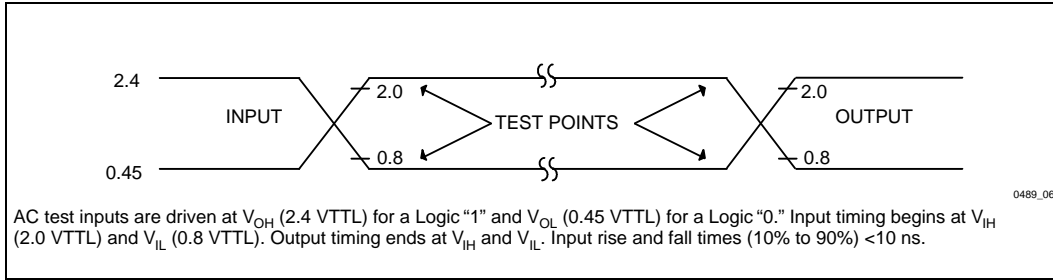 2.4
2.0
2.0
INPUT
TEST POINTS
OUTPUT
0.8
0.8
0.45
0489_06
AC test inputs are driven at VOH (2.4 VTTL) for a Logic “1” and VOL (0.45 VTTL) for a Logic “0.” Input timing begins at VIH
(2.0 VTTL) and VIL (0.8 VTTL). Output timing ends at VIH and VIL. Input rise and fall times (10% to 90%) <10 ns.